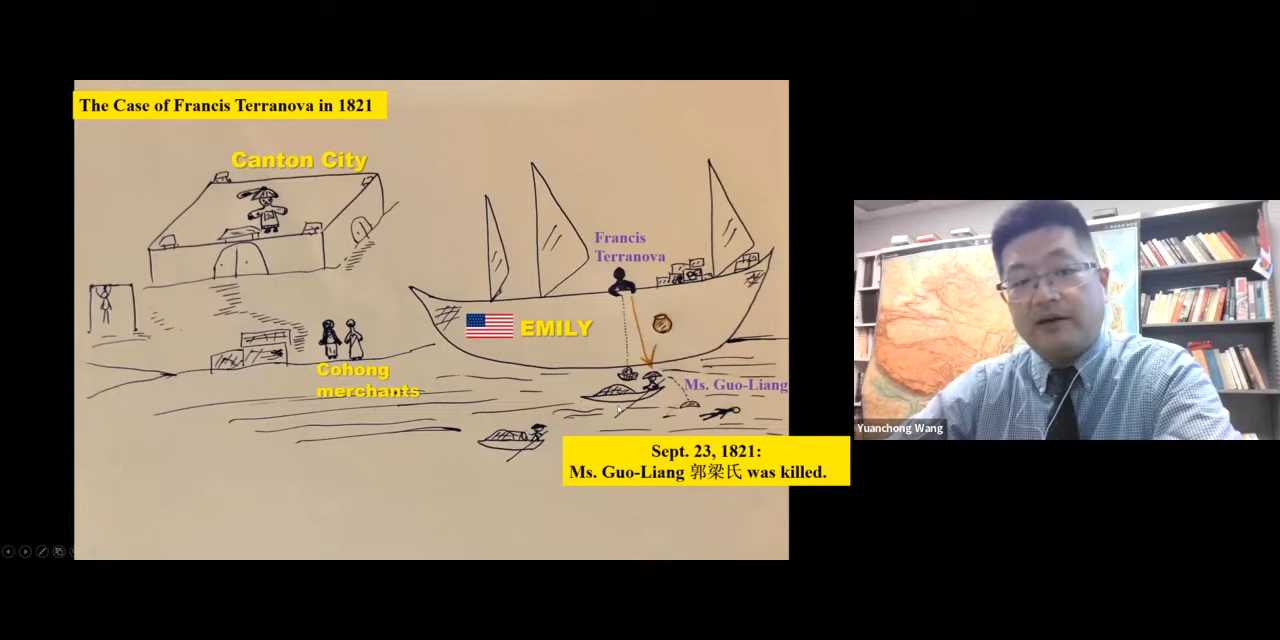 The Case of Francis Terranova in 1821
Canton City
Francis
Terranova
EMILY
Cohong
merchants
Ms. Guo-Liang
Sept. 23, 1821:
Ms. Guo-Liang 郭梁氏 was killed.
Yuanchong Wang